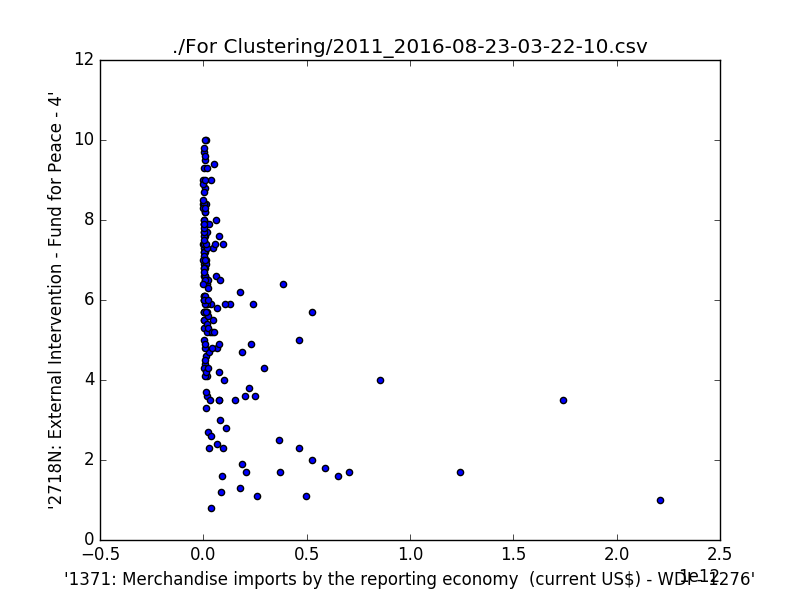 ./For Clustering/2011_2016-08-23-03-22-10.csv
12
10
8
6
4
2
0
'2718N: External Intervention - Fund for Peace - 4'
−0.5 0.0 0.5 1.0 1.5 2.0 2.5
1e12
'1371: Merchandise imports by the reporting economy (current US$) - WDI - 1276'